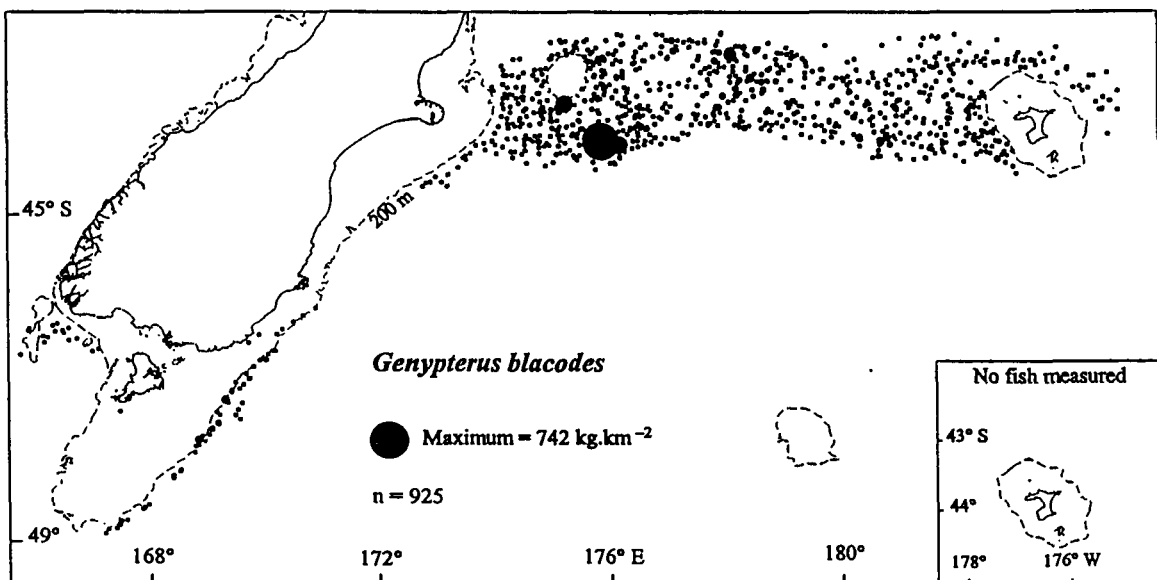 45° S
200 m
Genypterus blacodes
Maximum = 742 kg.km⁻²
n = 925
49°
168°
172°
176° E
180°
No fish measured
43° S
44°
178°
176° W